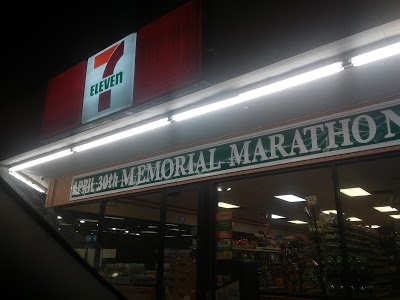 7
ELEVEN
APRIL 30th MEMORIAL MARATHON